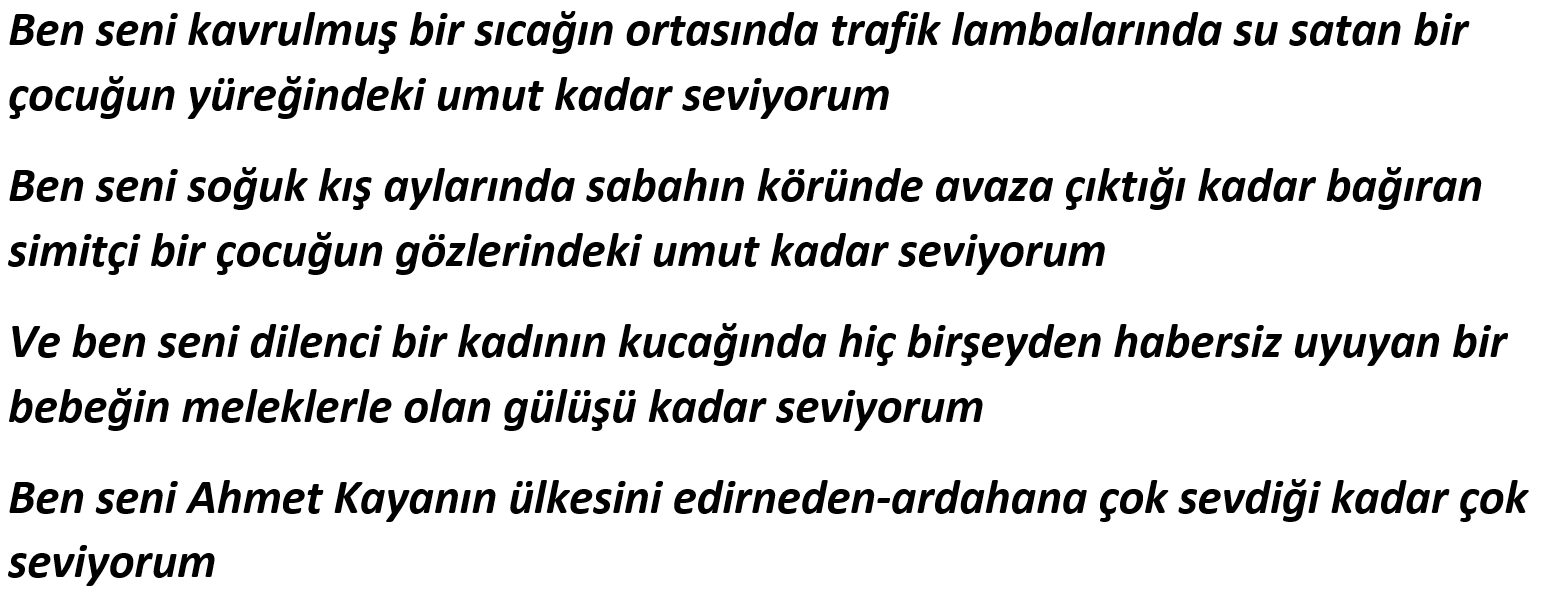 Ben seni kavrulmuş bir sıcağın ortasında trafik lambalarında su satan bir
çocuğun yüreğindeki umut kadar seviyorum
Ben seni soğuk kış aylarında sabahın köründe avaza çıktığı kadar bağıran
simitçi bir çocuğun gözlerindeki umut kadar seviyorum
Ve ben seni dilenci bir kadının kucağında hiç birşeyden habersiz uyuyan bir
bebeğin meleklerle olan gülüşü kadar seviyorum
Ben seni Ahmet Kayanın ülkesini edirneden-ardahana çok sevdiği kadar çok
seviyorum